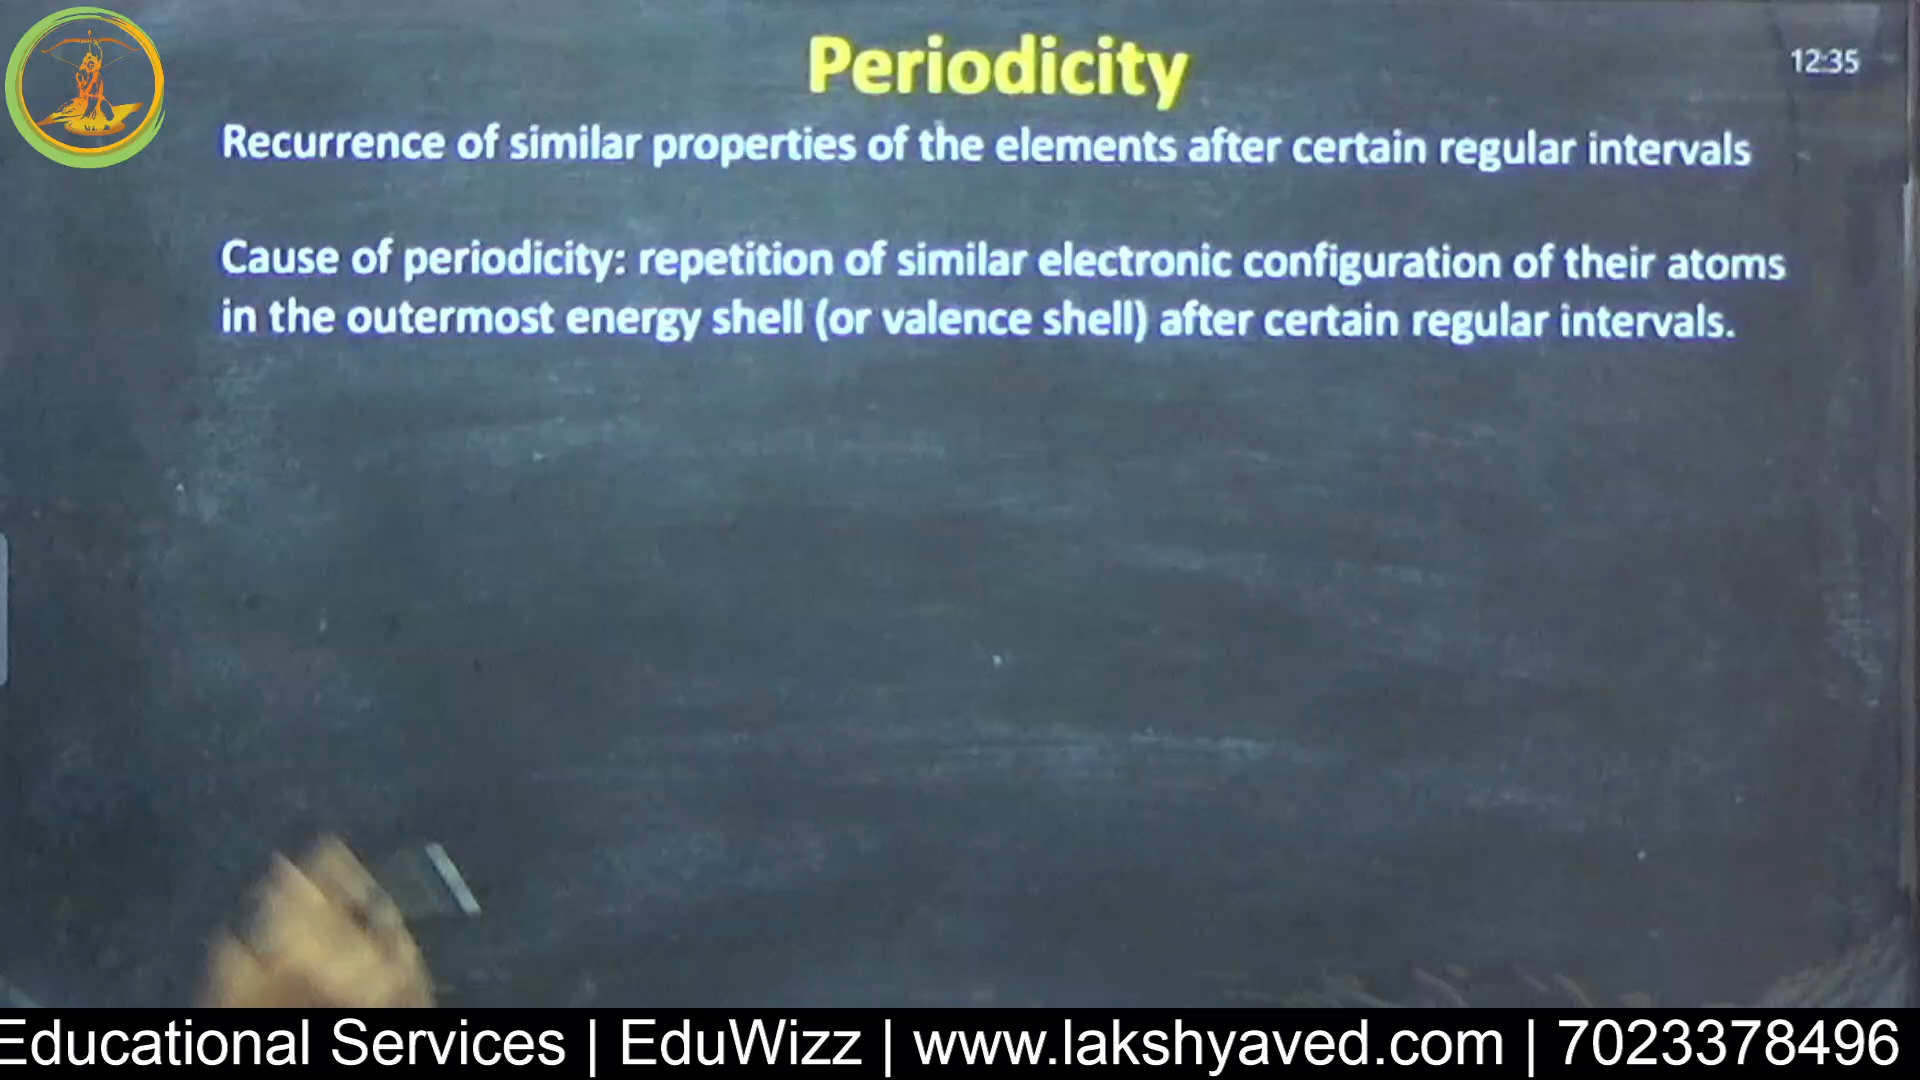 Periodicity
12:35
Recurrence of similar properties of the elements after certain regular intervals
Cause of periodicity: repetition of similar electronic configuration of their atoms
in the outermost energy shell (or valence shell) after certain regular intervals.
Educational Services | EduWizz | www.lakshyaved.com | 7023378496